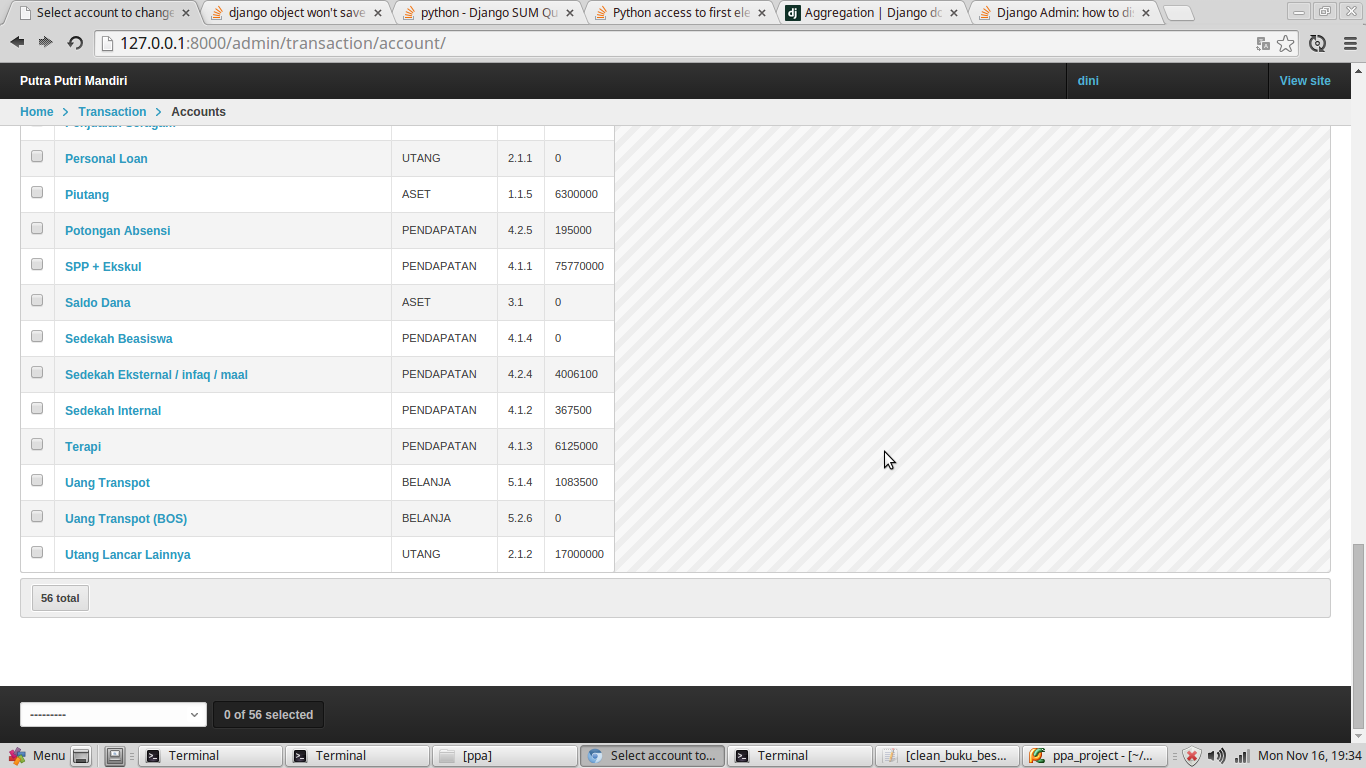 Select account to change
django object won't save
python - Django SUM Qu
Python access to first ele
dj Aggregation | Django do
Django Admin: how to di
127.0.0.1:8000/admin/transaction/account/
Putra Putri Mandiri
dini
View site
Home > Transaction > Accounts
Personal Loan UTANG 2.1.1 0
Piutang ASET 1.1.5 6300000
Potongan Absensi PENDAPATAN 4.2.5 195000
SPP + Ekskul PENDAPATAN 4.1.1 75770000
Saldo Dana ASET 3.1 0
Sedekah Beasiswa PENDAPATAN 4.1.4 0
Sedekah Eksternal / infaq / maal PENDAPATAN 4.2.4 4006100
Sedekah Internal PENDAPATAN 4.1.2 367500
Terapi PENDAPATAN 4.1.3 6125000
Uang Transpot BELANJA 5.1.4 1083500
Uang Transpot (BOS) BELANJA 5.2.6 0
Utang Lancar Lainnya UTANG 2.1.2 17000000
56 total
---------
0 of 56 selected
Menu
Terminal
Terminal
[ppa]
Select account to...
Terminal
[clean_buku_bes...
ppa_project - [~/...
Mon Nov 16, 19:34